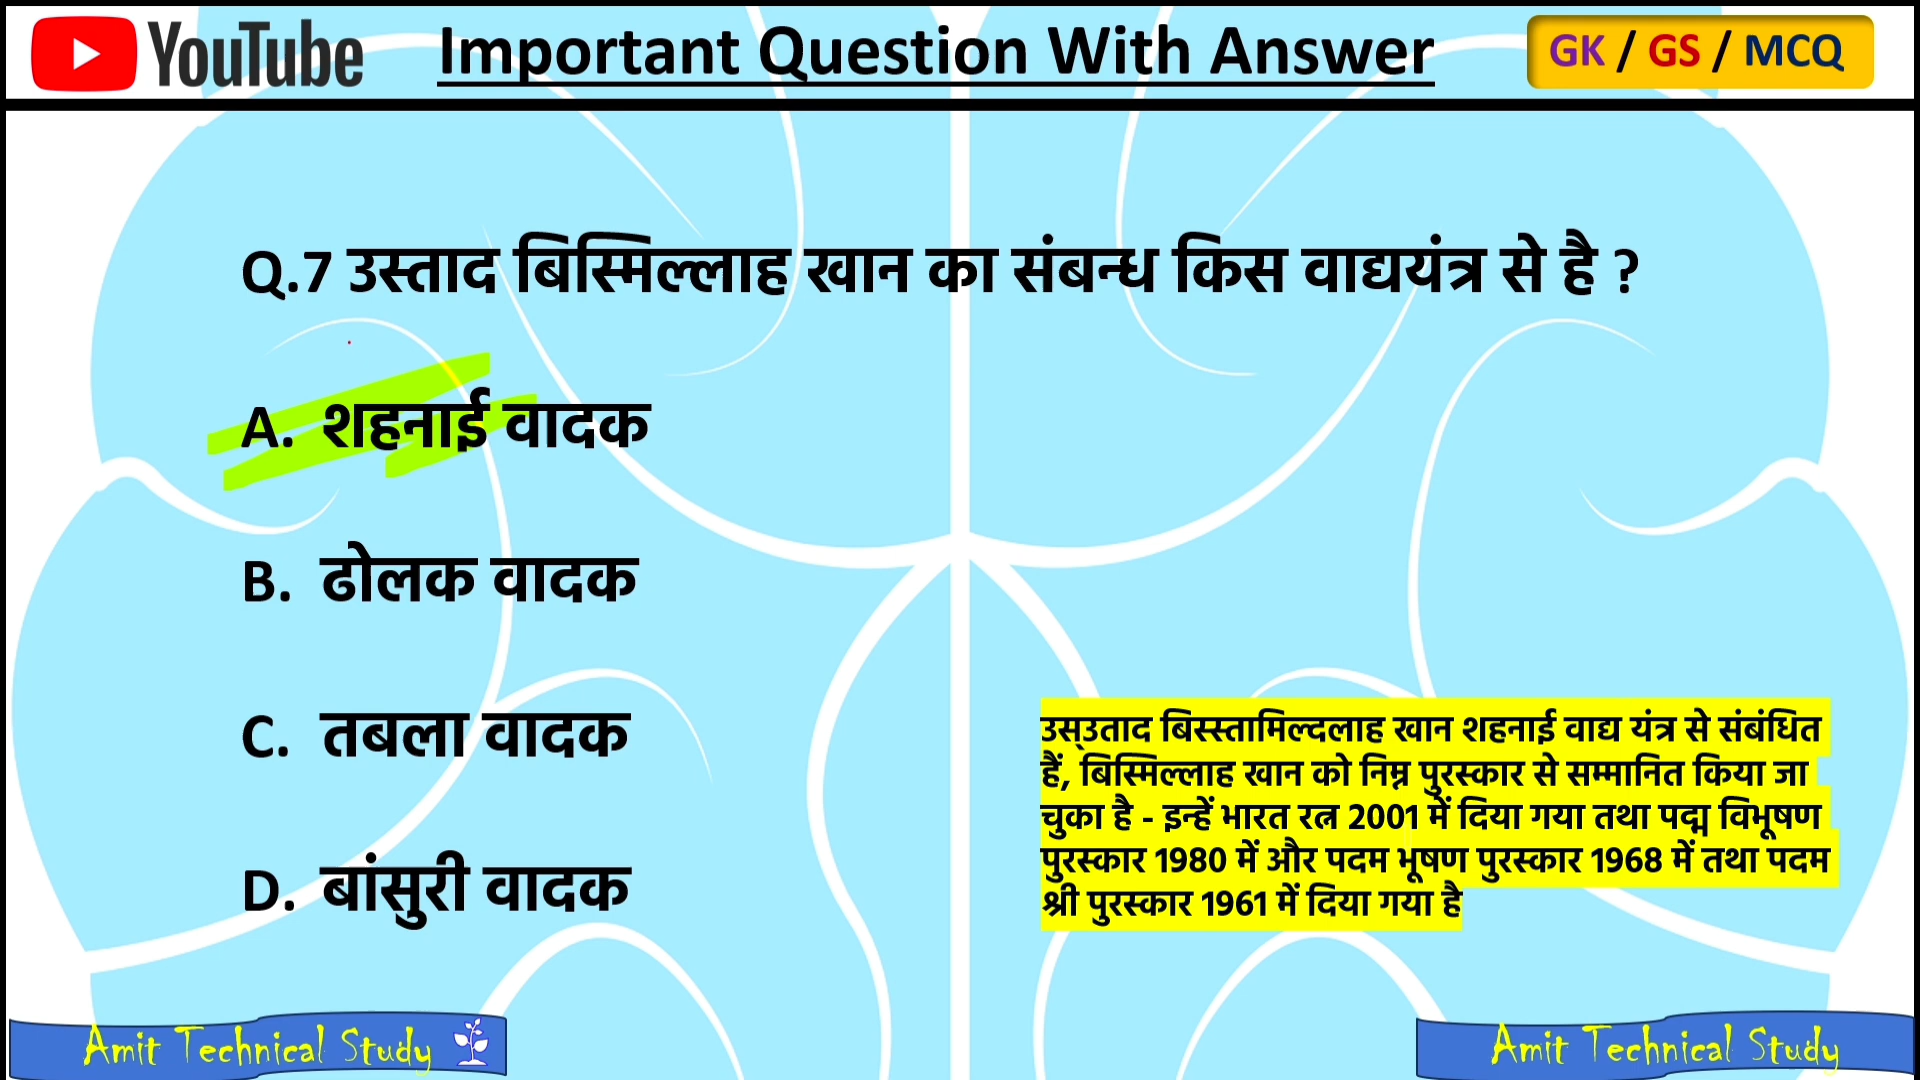 YouTube Important Question With Answer GK / GS / MCQ
Q.7 उस्ताद बिस्मिल्लाह खान का संबन्ध किस वाद्ययंत्र से है ?
A. शहनाई वादक
B. ढोलक वादक
C. तबला वादक
D. बांसुरी वादक
उस्उताद बिस्स्तामिल्दलाह खान शहनाई वाद्य यंत्र से संबंधित
हैं, बिस्मिल्लाह खान को निम्न पुरस्कार से सम्मानित किया जा
चुका है - इन्हें भारत रत्न 2001 में दिया गया तथा पद्म विभूषण
पुरस्कार 1980 में और पदम भूषण पुरस्कार 1968 में तथा पदम
श्री पुरस्कार 1961 में दिया गया है
Amit Technical Study
Amit Technical Study